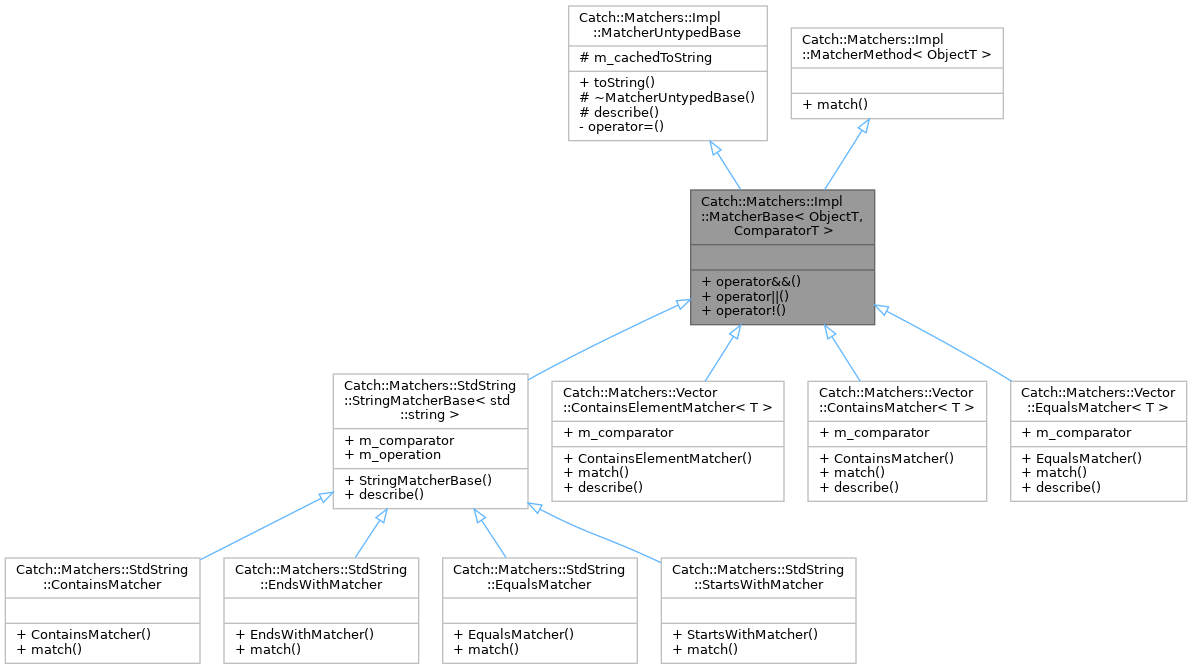 Catch::Matchers::Impl
::MatcherUntypedBase
# m_cachedToString
+ toString()
# ~MatcherUntypedBase()
# describe()
- operator=()
Catch::Matchers::Impl
::MatcherMethod< ObjectT >
+ match()
Catch::Matchers::Impl
::MatcherBase< ObjectT,
ComparatorT >
+ operator&&()
+ operator||()
+ operator!()
Catch::Matchers::StdString
::StringMatcherBase< std
::string >
+ m_comparator
+ m_operation
+ StringMatcherBase()
+ describe()
Catch::Matchers::Vector
::ContainsElementMatcher< T >
+ m_comparator
+ ContainsElementMatcher()
+ match()
+ describe()
Catch::Matchers::Vector
::ContainsMatcher< T >
+ m_comparator
+ ContainsMatcher()
+ match()
+ describe()
Catch::Matchers::Vector
::EqualsMatcher< T >
+ m_comparator
+ EqualsMatcher()
+ match()
+ describe()
Catch::Matchers::StdString
::ContainsMatcher
+ ContainsMatcher()
+ match()
Catch::Matchers::StdString
::EndsWithMatcher
+ EndsWithMatcher()
+ match()
Catch::Matchers::StdString
::EqualsMatcher
+ EqualsMatcher()
+ match()
Catch::Matchers::StdString
::StartsWithMatcher
+ StartsWithMatcher()
+ match()